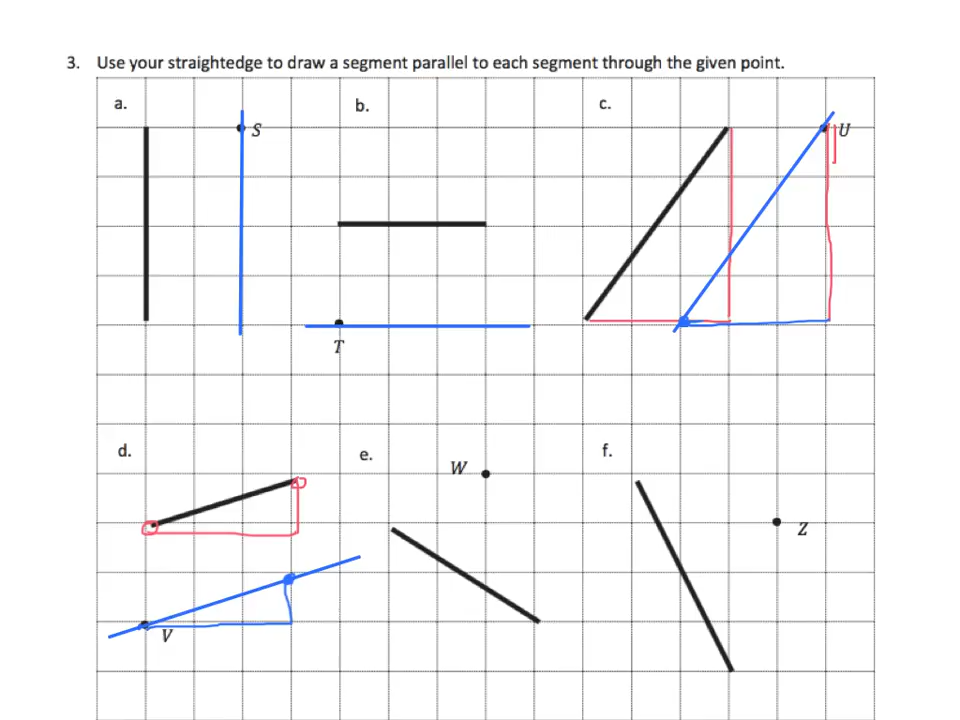 3. Use your straightedge to draw a segment parallel to each segment through the given point.
a. b. c.
S U
T
d. e. f.
W
Z
V